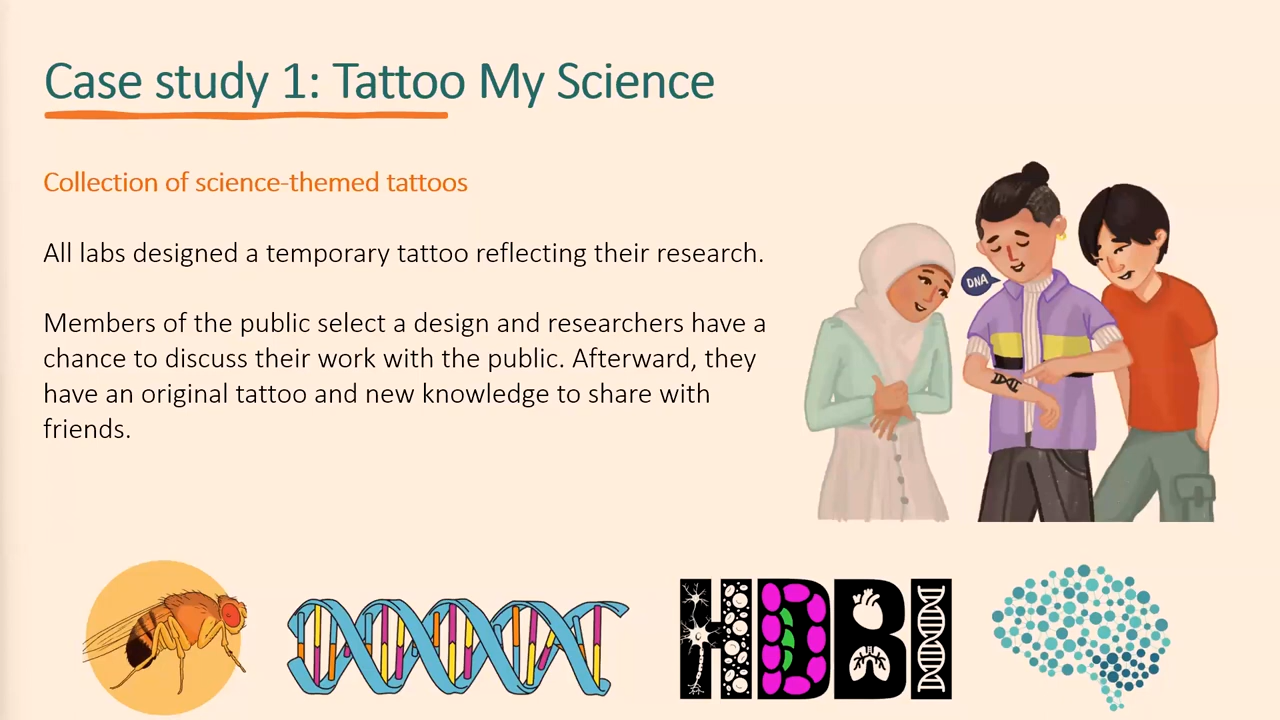 Case study 1: Tattoo My Science
Collection of science-themed tattoos
All labs designed a temporary tattoo reflecting their research.
Members of the public select a design and researchers have a
chance to discuss their work with the public. Afterward, they
have an original tattoo and new knowledge to share with
friends.
DNA
HDBI